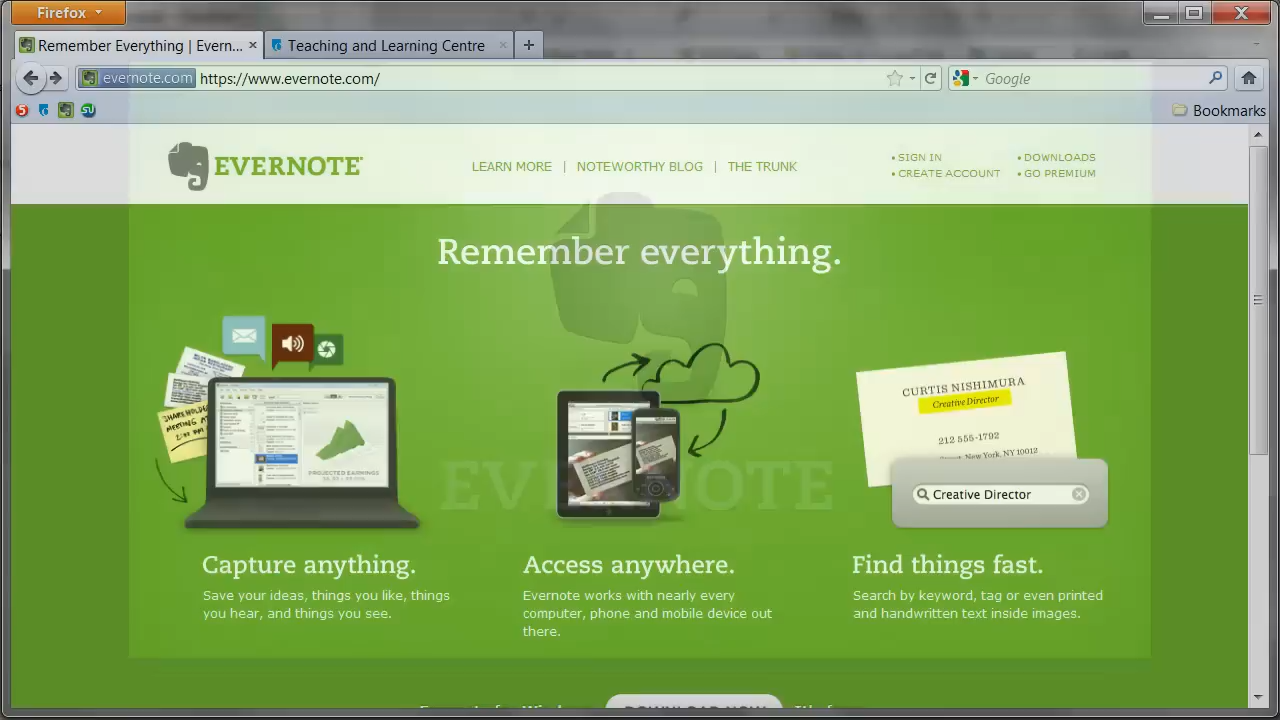 Firefox
Remember Everything | Evern...
Teaching and Learning Centre
evernote.com https://www.evernote.com/
Google
Bookmarks
EVERNOTE
LEARN MORE | NOTEWORTHY BLOG | THE TRUNK
• SIGN IN
• DOWNLOADS
• CREATE ACCOUNT
• GO PREMIUM
Remember everything.
CURTIS NISHIMURA
Creative Director
212 555-1792
Street, New York, NY 10012
Creative Director
PROJECTED EARNINGS
EVERNOTE
Capture anything.
Save your ideas, things you like, things
you hear, and things you see.
Access anywhere.
Evernote works with nearly every
computer, phone and mobile device out
there.
Find things fast.
Search by keyword, tag or even printed
and handwritten text inside images.
DOWNLOAD NOW